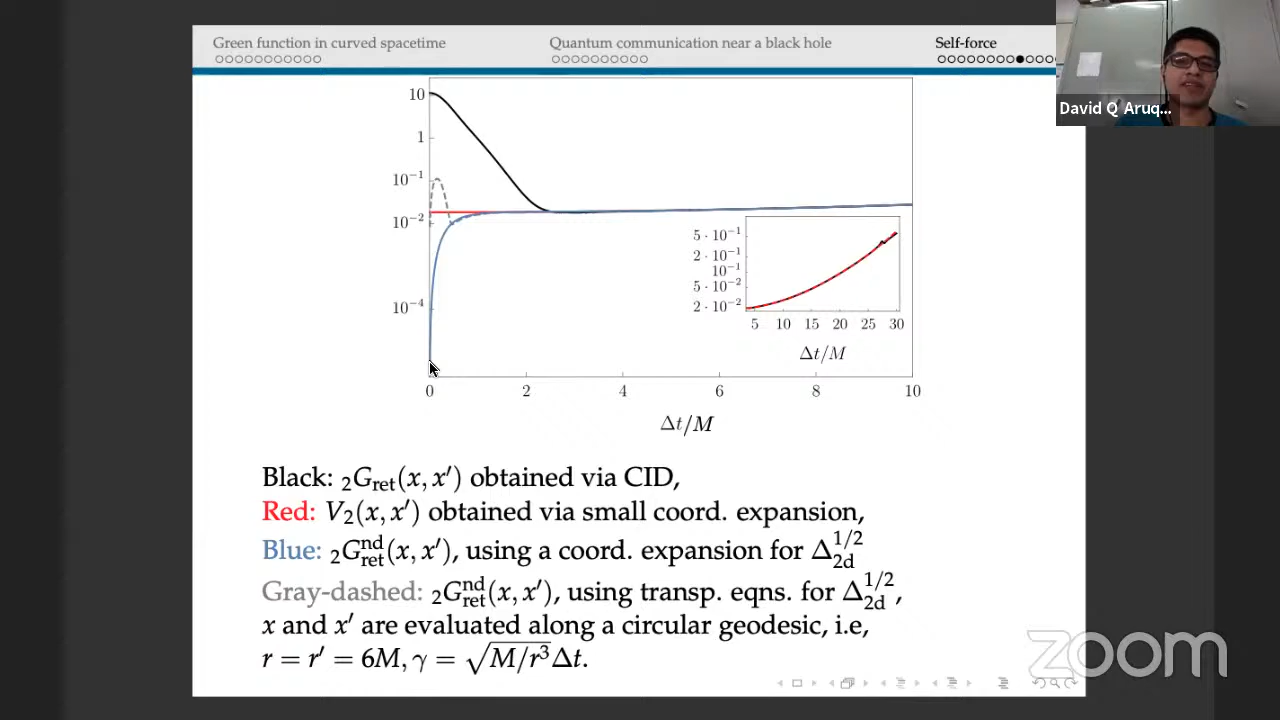 Green function in curved spacetime
Quantum communication near a black hole
Self-force
David Q Aruq...
10
1
10⁻¹
10⁻²
10⁻⁴
0 2 4 6 8 10
Δt/M
5 · 10⁻¹
2 · 10⁻¹
10⁻¹
5 · 10⁻²
2 · 10⁻²
5 10 15 20 25 30
Δt/M
Black: ₂G_ret(x, x′) obtained via CID,
Red: V₂(x, x′) obtained via small coord. expansion,
Blue: ₂G_ret^nd(x, x′), using a coord. expansion for Δ_2d^1/2
Gray-dashed: ₂G_ret^nd(x, x′), using transp. eqns. for Δ_2d^1/2,
x and x′ are evaluated along a circular geodesic, i.e,
r = r′ = 6M, γ = √(M/r³)Δt.
zoom